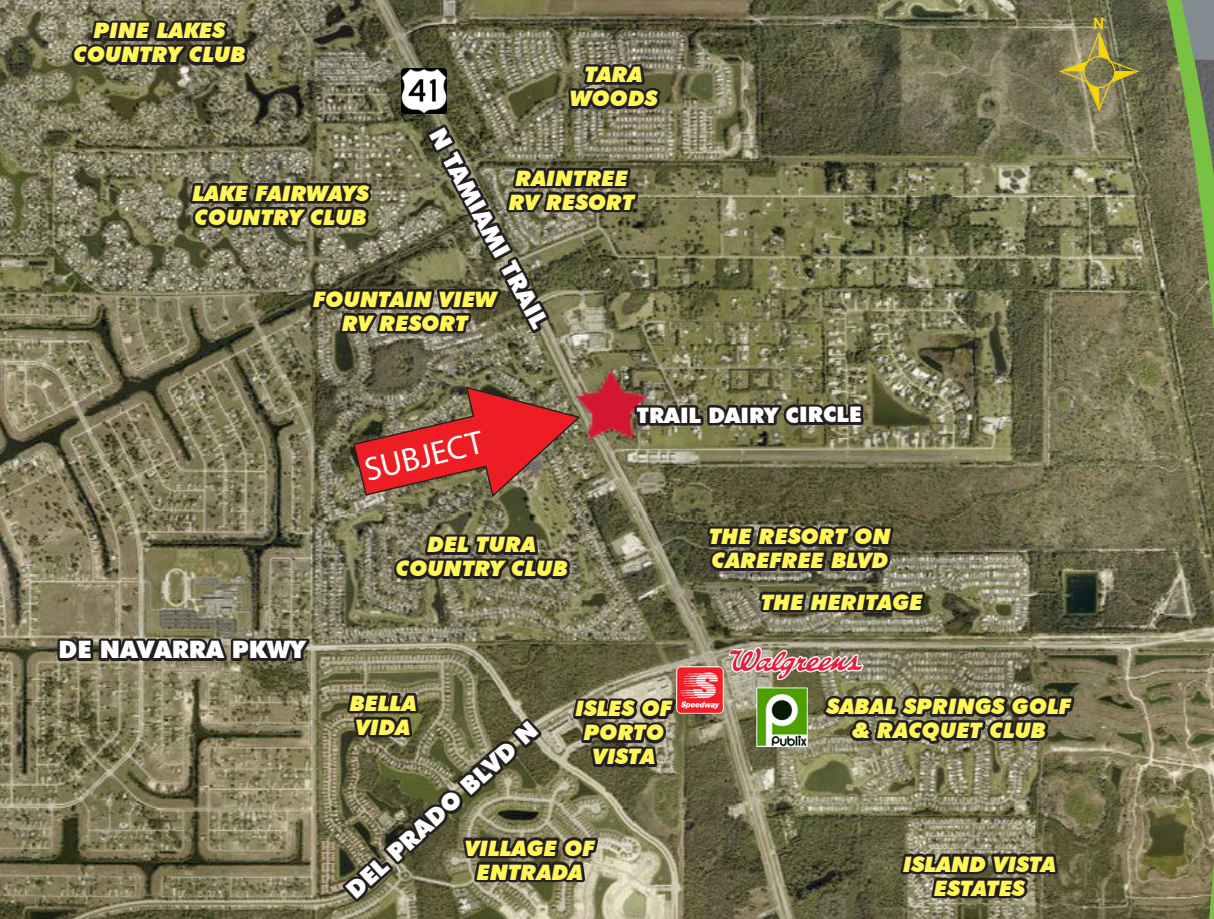 PINE LAKES
COUNTRY CLUB
N
41
TARA
WOODS
N TAMIAMI TRAIL
LAKE FAIRWAYS
COUNTRY CLUB
RAINTREE
RV RESORT
FOUNTAIN VIEW
RV RESORT
SUBJECT
TRAIL DAIRY CIRCLE
DEL TURA
COUNTRY CLUB
THE RESORT ON
CAREFREE BLVD
THE HERITAGE
DE NAVARRA PKWY
Walgreens
S
Speedway
p
Publix
BELLA
VIDA
ISLES OF
PORTO
VISTA
SABAL SPRINGS GOLF
& RACQUET CLUB
DEL PRADO BLVD N
VILLAGE OF
ENTRADA
ISLAND VISTA
ESTATES